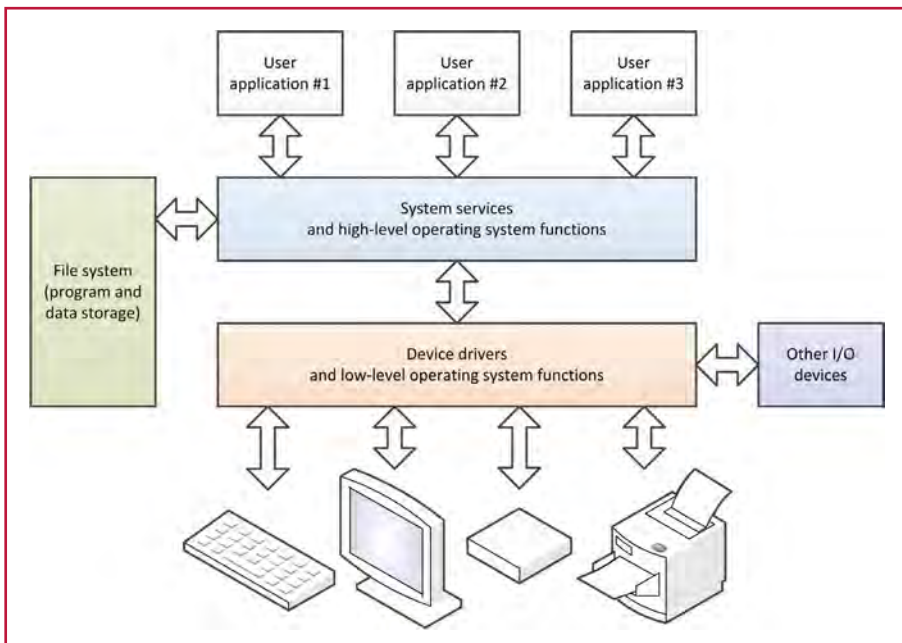 User
application #1
User
application #2
User
application #3
System services
and high-level operating system functions
File system
(program and
data storage)
Device drivers
and low-level operating system functions
Other I/O
devices